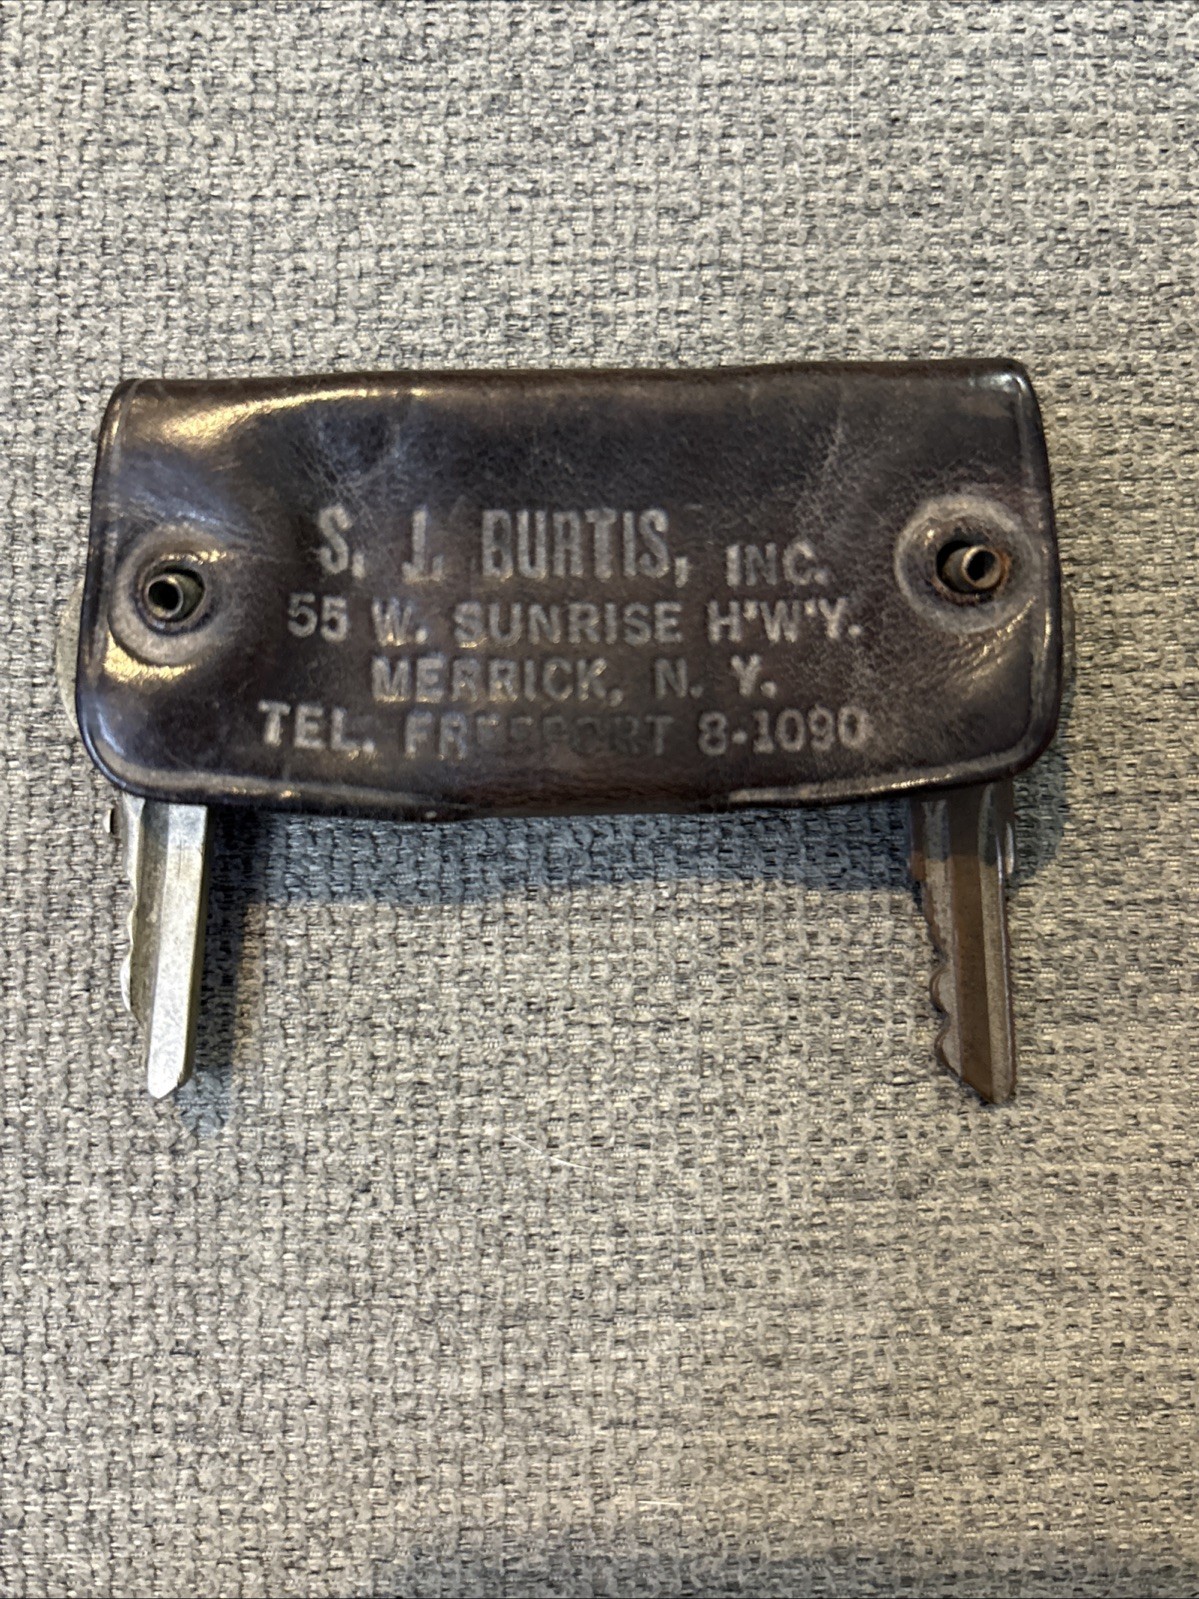 S. J. BURTIS, INC.
55 W. SUNRISE H'W'Y.
MERRICK, N. Y.
TEL. FREEPORT 8-1090